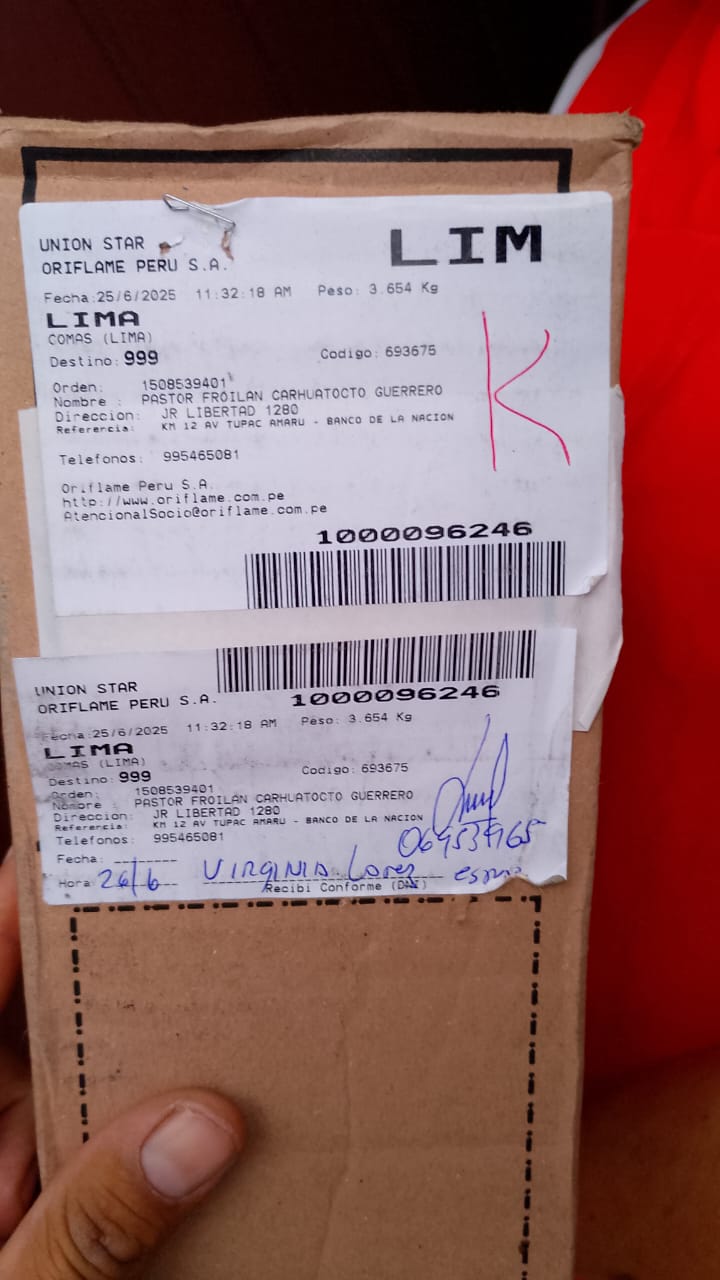 UNION STAR
ORIFLAME PERU S.A.
LIM
Fecha:25/6/2025 11:32:18 AM Peso: 3.654 Kg
LIMA
COMAS (LIMA)
Destino: 999 Codigo: 693675
Orden: 1508539401
Nombre : PASTOR FROILAN CARHUATOCTO GUERRERO
Direccion: JR LIBERTAD 1280
Referencia: KM 12 AV TUPAC AMARU - BANCO DE LA NACION
Telefonos: 995465081
K
Oriflame Peru S.A.
http://www.oriflame.com.pe
AtencionalSocio@oriflame.com.pe
1000096246
UNION STAR
ORIFLAME PERU S.A.
1000096246
Fecha:25/6/2025 11:32:18 AM Peso: 3.654 Kg
LIMA
COMAS (LIMA)
Destino: 999 Codigo: 693675
Orden: 1508539401
Nombre : PASTOR FROILAN CARHUATOCTO GUERRERO
Direccion: JR LIBERTAD 1280
Referencia: KM 12 AV TUPAC AMARU - BANCO DE LA NACION
Telefonos: 995465081
Fecha:
Hora 26/6 VIRGINIA
Recibi Conforme (DNI)